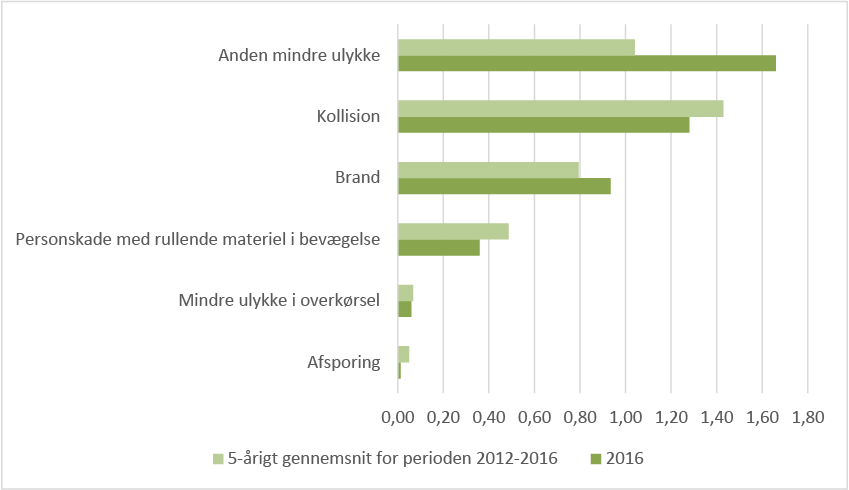 Anden mindre ulykke
Kollision
Brand
Personskade med rullende materiel i bevægelse
Mindre ulykke i overkørsel
Afsporing
0,00 0,20 0,40 0,60 0,80 1,00 1,20 1,40 1,60 1,80
5-årigt gennemsnit for perioden 2012-2016 2016